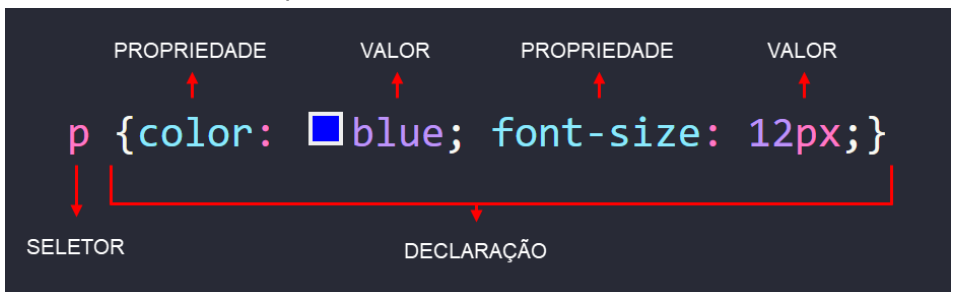 PROPRIEDADE VALOR PROPRIEDADE VALOR
p {color: blue; font-size: 12px;}
SELETOR DECLARAÇÃO